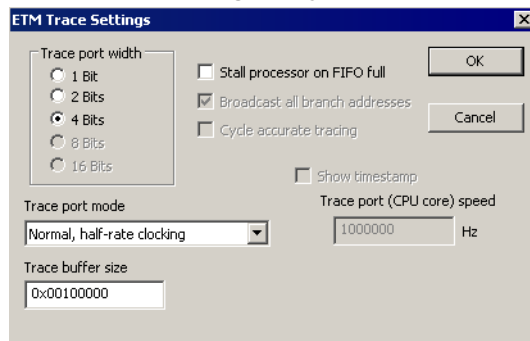 ETM Trace Settings
Trace port width
1 Bit
2 Bits
4 Bits
8 Bits
16 Bits
Stall processor on FIFO full
Broadcast all branch addresses
Cycle accurate tracing
OK
Cancel
Show timestamp
Trace port mode
Normal, half-rate clocking
Trace port (CPU core) speed
1000000 Hz
Trace buffer size
0x00100000